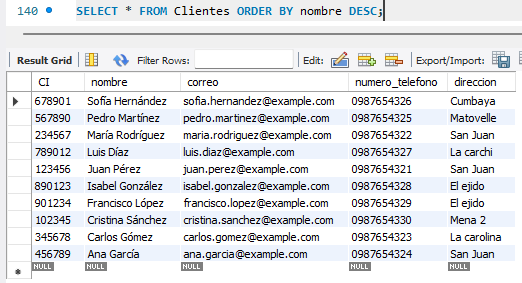 140 SELECT * FROM Clientes ORDER BY nombre DESC;
Result Grid Filter Rows: Edit: Export/Import:
CI nombre correo numero_telefono direccion
678901 Sofía Hernández sofia.hernandez@example.com 0987654326 Cumbaya
567890 Pedro Martínez pedro.martinez@example.com 0987654325 Matovelle
234567 María Rodríguez maria.rodriguez@example.com 0987654322 San Juan
789012 Luis Díaz luis.diaz@example.com 0987654327 La carchi
123456 Juan Pérez juan.perez@example.com 0987654321 San Juan
890123 Isabel González isabel.gonzalez@example.com 0987654328 El ejido
901234 Francisco López francisco.lopez@example.com 0987654329 El ejido
102345 Cristina Sánchez cristina.sanchez@example.com 0987654330 Mena 2
345678 Carlos Gómez carlos.gomez@example.com 0987654323 La carolina
456789 Ana García ana.garcia@example.com 0987654324 San Juan
NULL NULL NULL NULL NULL